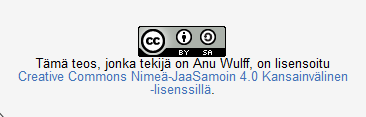 cc
BY SA
Tämä teos, jonka tekijä on Anu Wulff, on lisensoitu
Creative Commons Nimeä-JaaSamoin 4.0 Kansainvälinen
-lisenssillä.